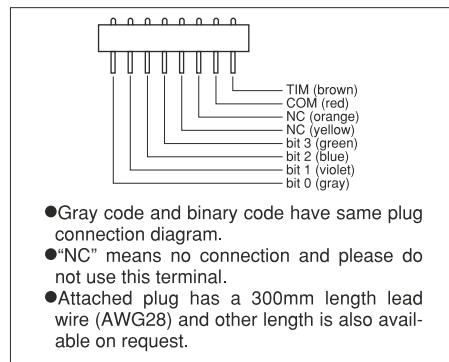 TIM (brown)
COM (red)
NC (orange)
NC (yellow)
bit 3 (green)
bit 2 (blue)
bit 1 (violet)
bit 0 (gray)
●Gray code and binary code have same plug
connection diagram.
●“NC” means no connection and please do
not use this terminal.
●Attached plug has a 300mm length lead
wire (AWG28) and other length is also avail-
able on request.